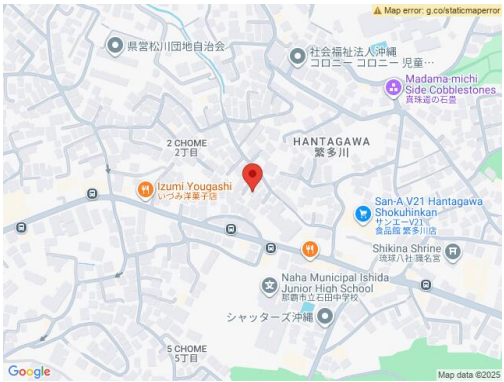 Map error: g.co/staticmaperror
県営松川団地自治会
社会福祉法人沖縄
コロニー コロニー 児童…
Madama-michi
Side Cobblestones
真珠道の石畳
2 CHOME
2丁目
HANTAGAWA
繁多川
Izumi Yougashi
いづみ洋菓子店
San-A V21 Hantagawa
Shokuhinkan
サンエーV21
食品館 繁多川店
Shikina Shrine
琉球八社 識名宮
Naha Municipal Ishida
Junior High School
那覇市立石田中学校
シャッターズ沖縄
5 CHOME
5丁目
Google
Map data ©2025